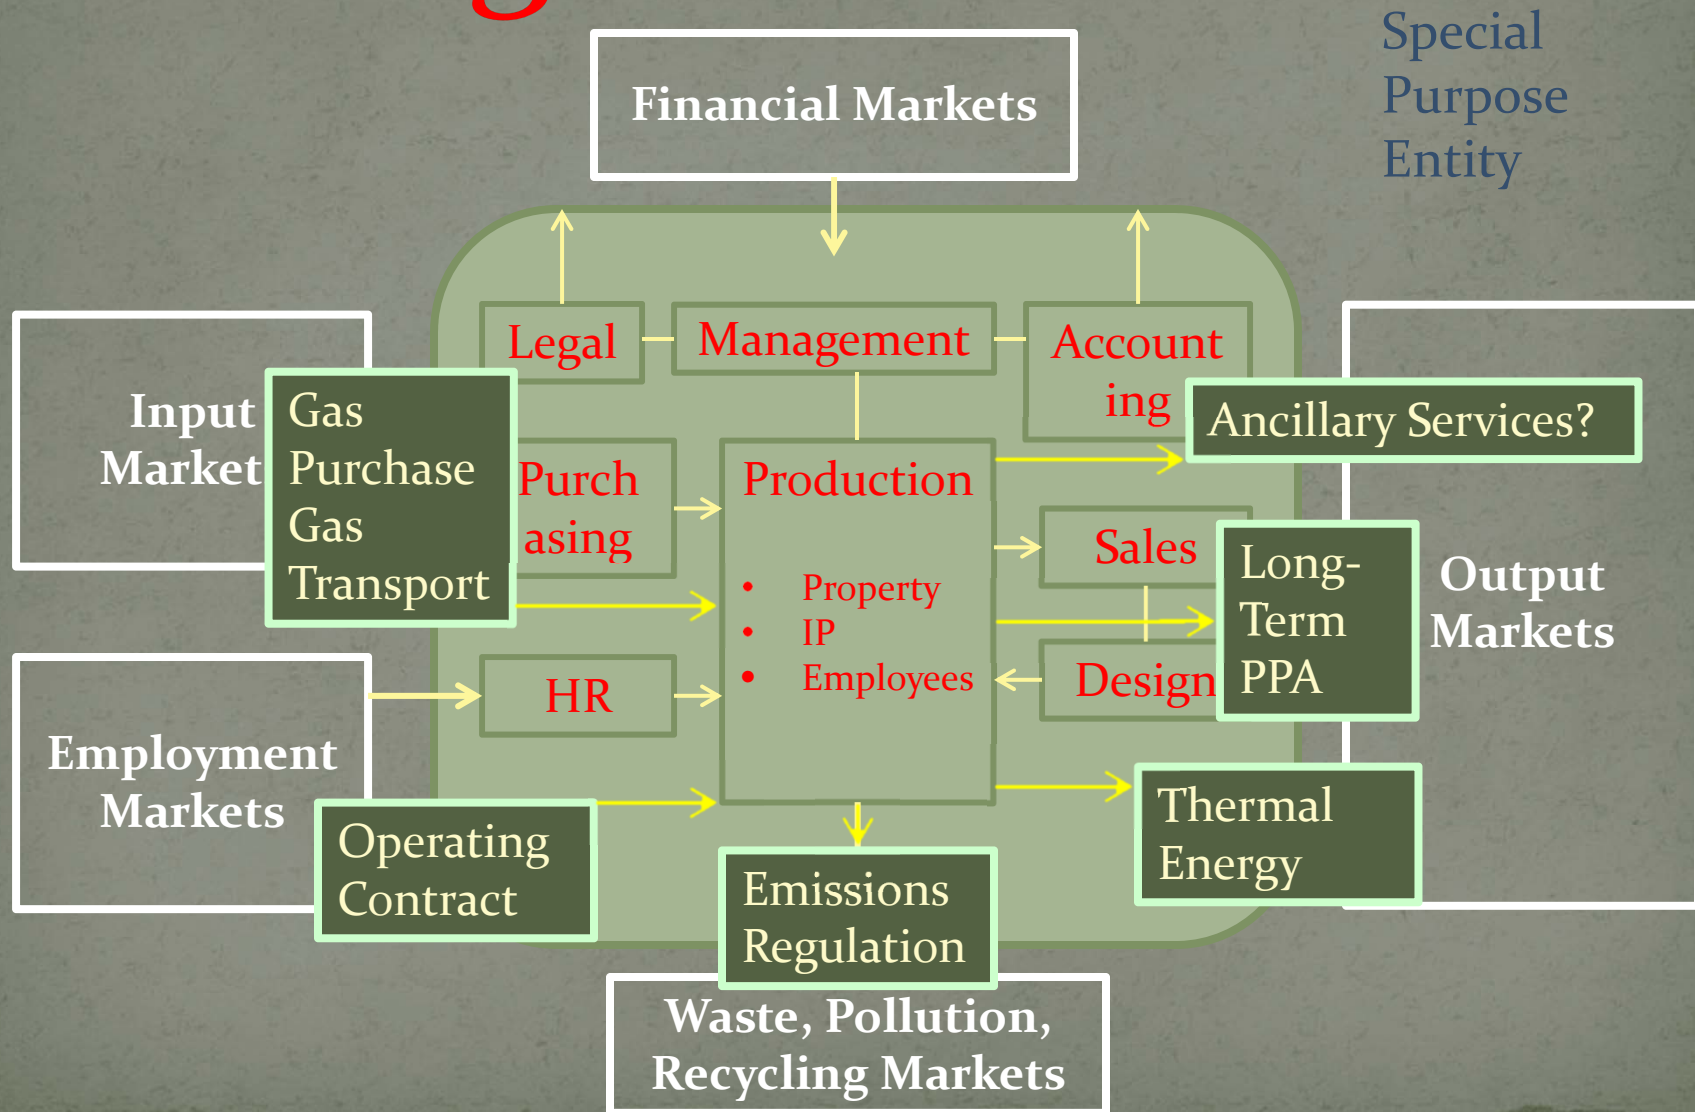 g
Special
Purpose
Entity
Financial Markets
Legal
Management
Account
ing
Input
Market
Gas
Purchase
Gas
Transport
Purch
asing
Production
• Property
• IP
• Employees
Ancillary Services?
Sales
Design
Long-
Term
PPA
Output
Markets
HR
Employment
Markets
Operating
Contract
Thermal
Energy
Emissions
Regulation
Waste, Pollution,
Recycling Markets